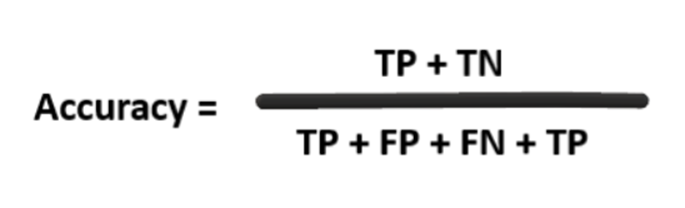 TP + TN
Accuracy =
TP + FP + FN + TP